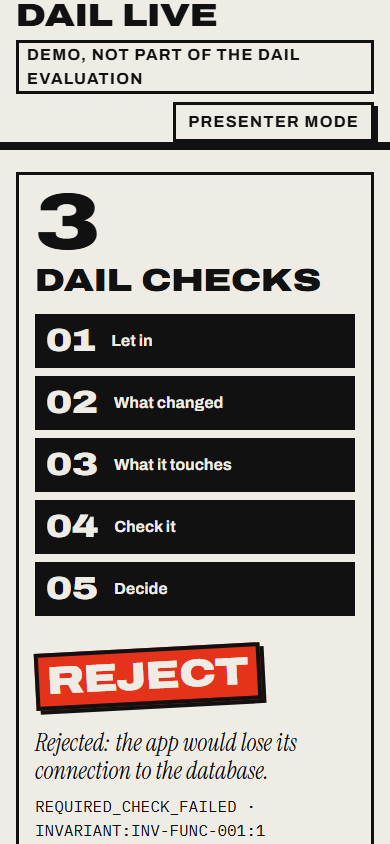 DAIL LIVE
DEMO, NOT PART OF THE DAIL
EVALUATION
PRESENTER MODE
3
DAIL CHECKS
01 Let in
02 What changed
03 What it touches
04 Check it
05 Decide
REJECT
Rejected: the app would lose its
connection to the database.
REQUIRED_CHECK_FAILED ·
INVARIANT:INV-FUNC-001:1